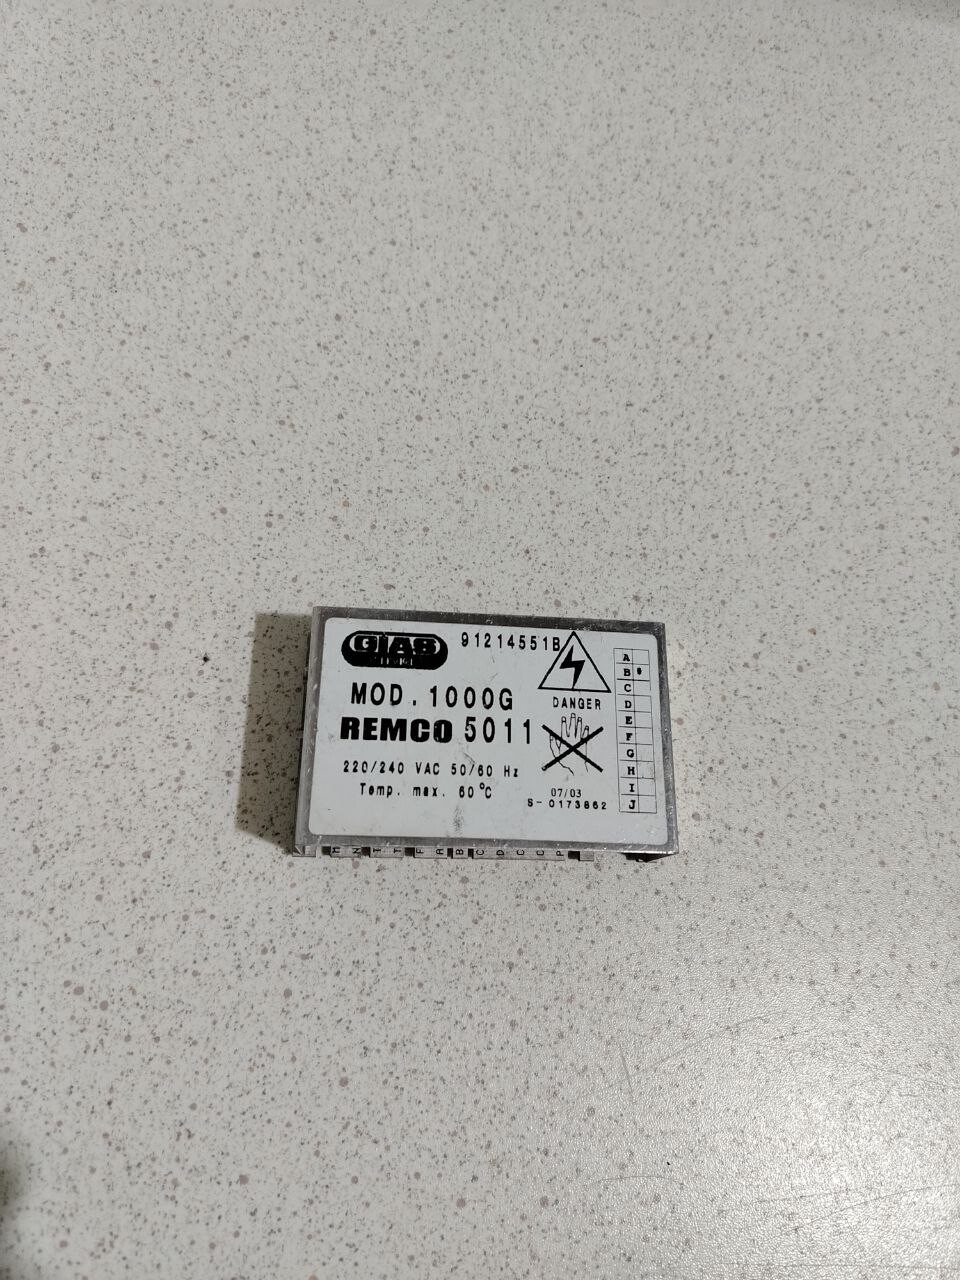 GIAS
91214551B
MOD. 1000G
REMCO 5011
220/240 VAC 50/60 Hz
Temp. max. 60°C
DANGER
07/03
S- 0173862
A
B
C
D
E
F
G
H
I
J
M N T T F A B C D C C P